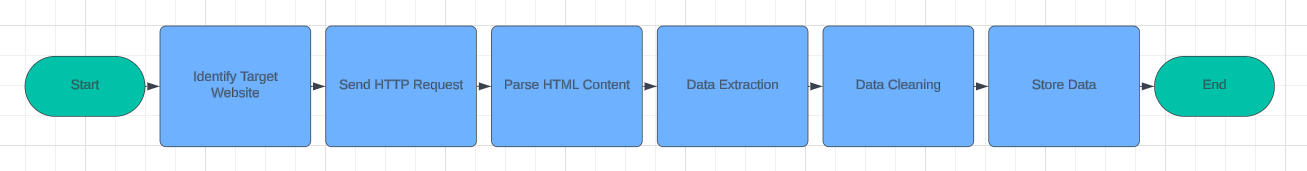 Start
Identify Target
Website
Send HTTP Request
Parse HTML Content
Data Extraction
Data Cleaning
Store Data
End